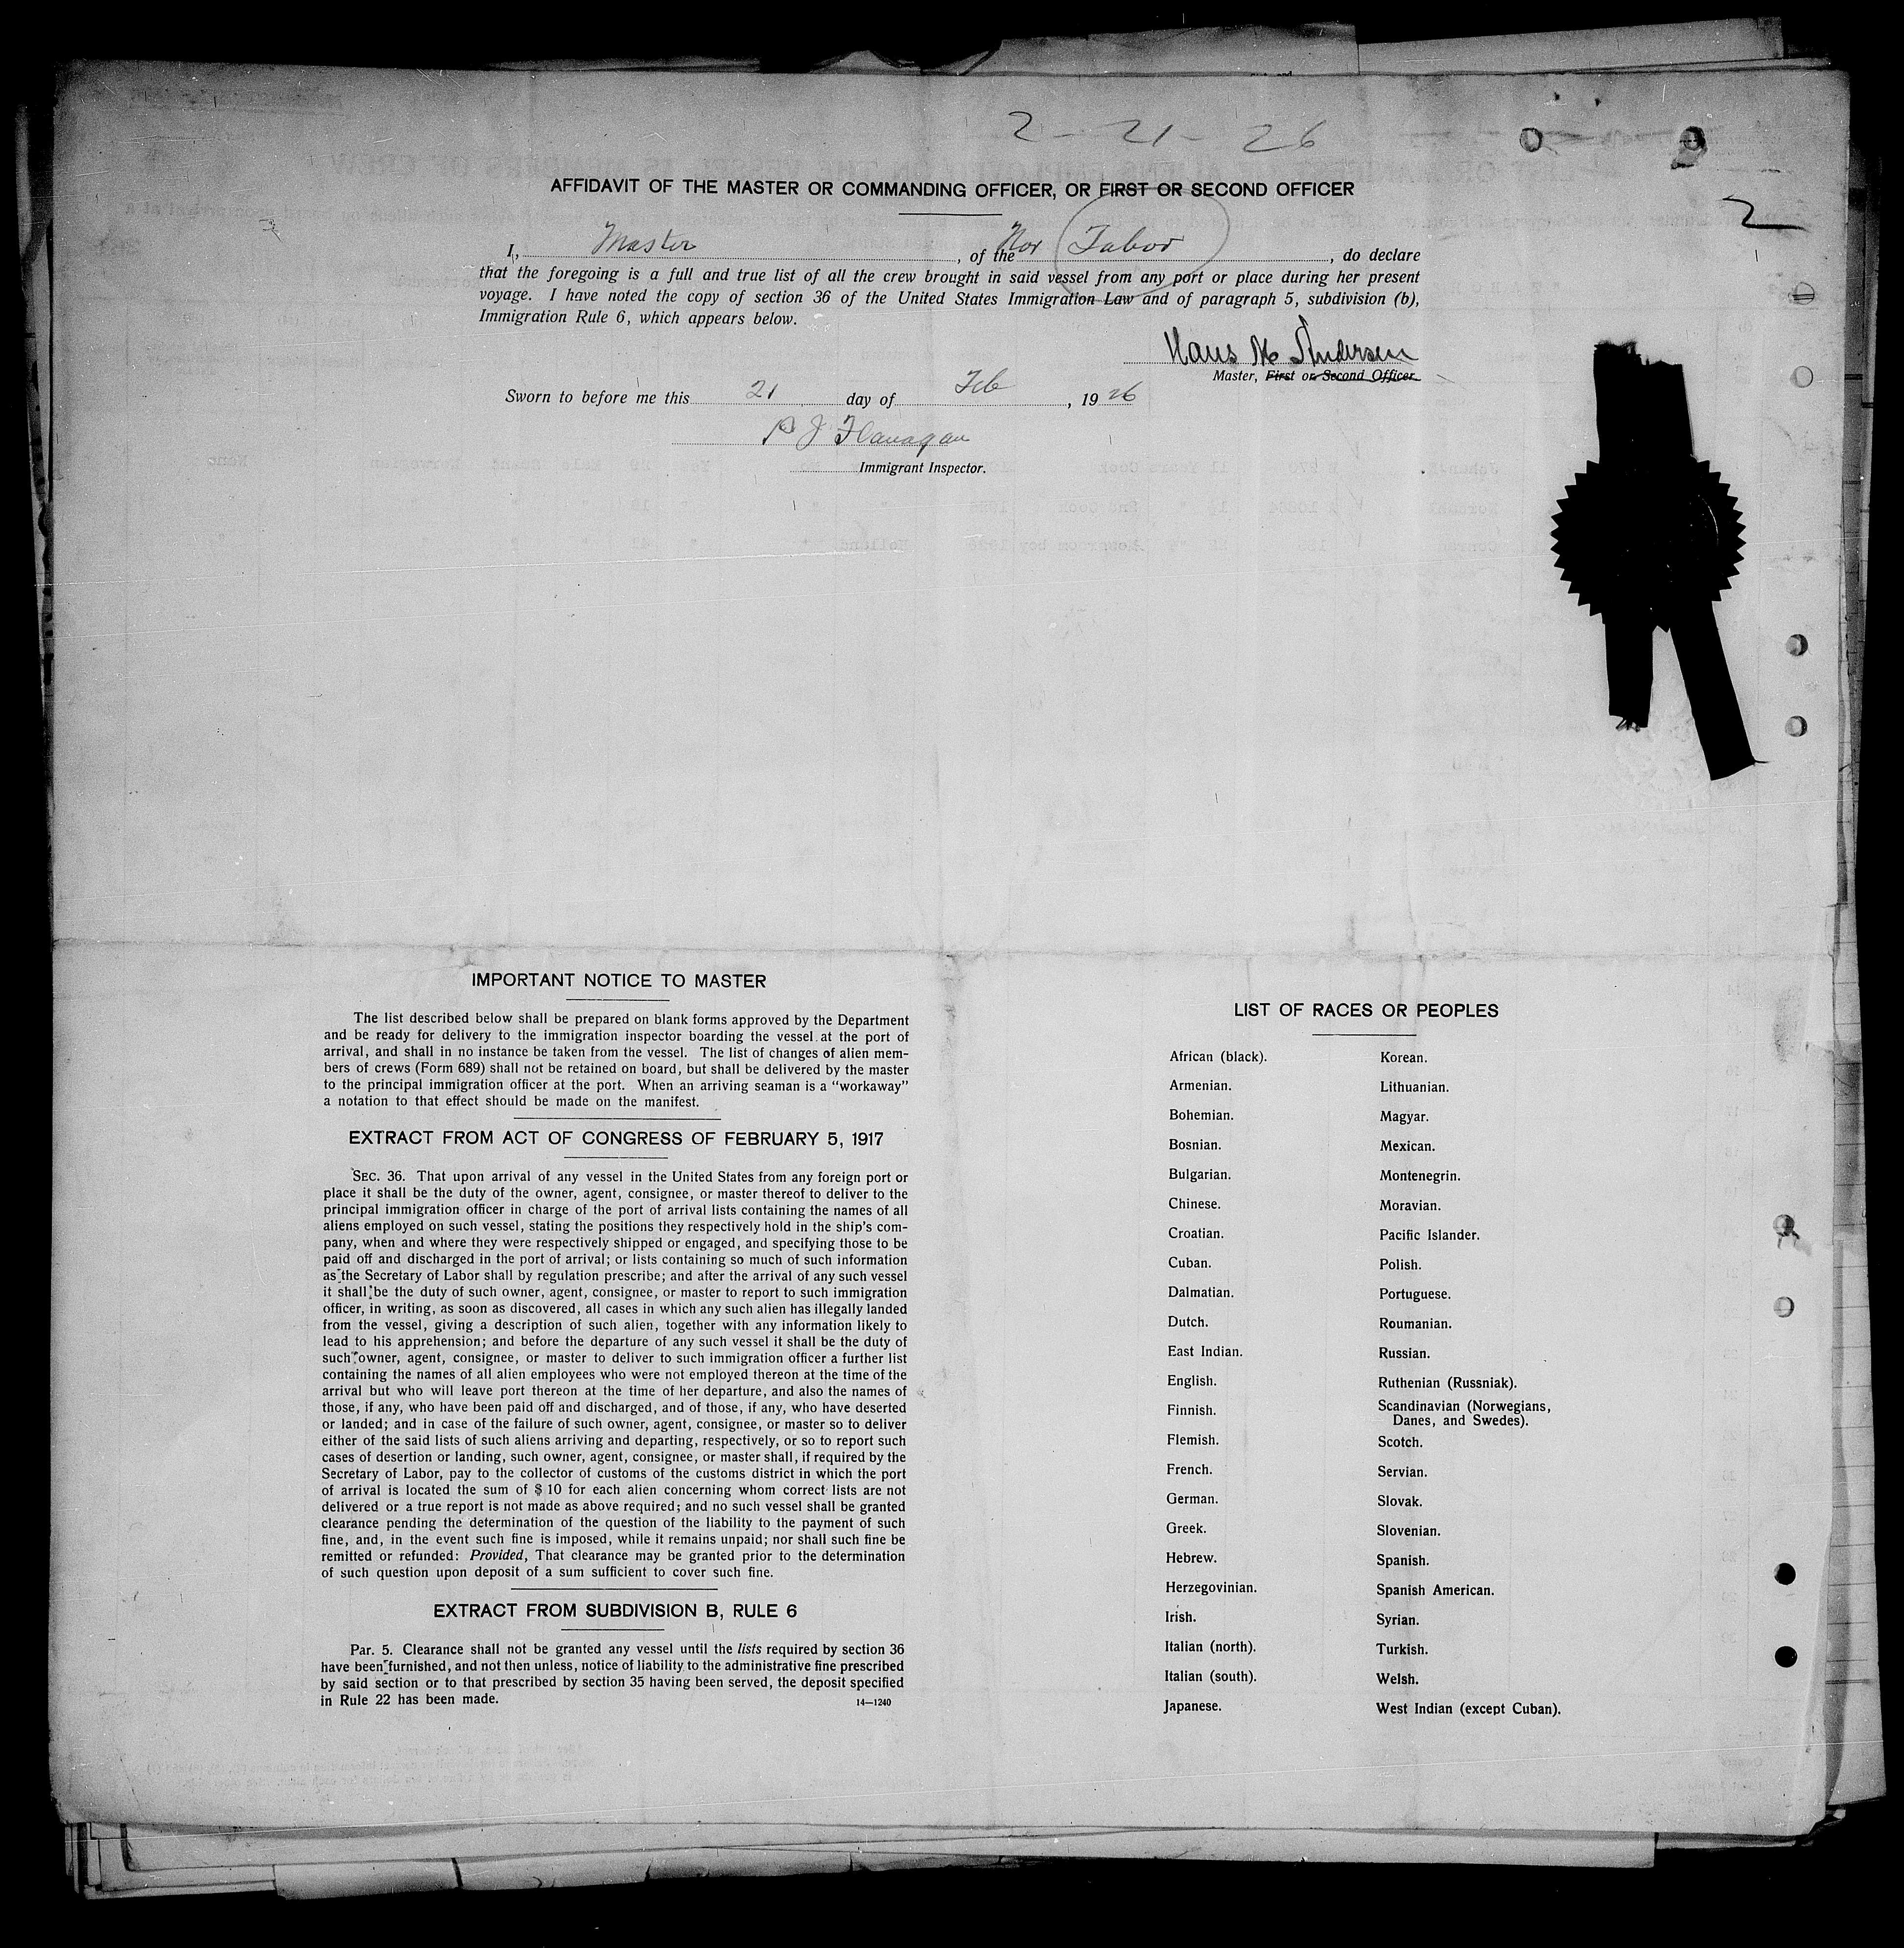 2 - 21 - 26
2
AFFIDAVIT OF THE MASTER OR COMMANDING OFFICER, OR FIRST OR SECOND OFFICER
I, Master, of the Nor Tabor, do declare
that the foregoing is a full and true list of all the crew brought in said vessel from any port or place during her present
voyage. I have noted the copy of section 36 of the United States Immigration Law and of paragraph 5, subdivision (b),
Immigration Rule 6, which appears below.
Hans M Andersen
Master, First or Second Officer.
Sworn to before me this 21 day of Feb, 1926
P J Flanagan
Immigrant Inspector.
IMPORTANT NOTICE TO MASTER
The list described below shall be prepared on blank forms approved by the Department
and be ready for delivery to the immigration inspector boarding the vessel at the port of
arrival, and shall in no instance be taken from the vessel. The list of changes of alien mem-
bers of crews (Form 689) shall not be retained on board, but shall be delivered by the master
to the principal immigration officer at the port. When an arriving seaman is a “workaway”
a notation to that effect should be made on the manifest.
EXTRACT FROM ACT OF CONGRESS OF FEBRUARY 5, 1917
SEC. 36. That upon arrival of any vessel in the United States from any foreign port or
place it shall be the duty of the owner, agent, consignee, or master thereof to deliver to the
principal immigration officer in charge of the port of arrival lists containing the names of all
aliens employed on such vessel, stating the positions they respectively hold in the ship's com-
pany, when and where they were respectively shipped or engaged, and specifying those to be
paid off and discharged in the port of arrival; or lists containing so much of such information
as the Secretary of Labor shall by regulation prescribe; and after the arrival of any such vessel
it shall be the duty of such owner, agent, consignee, or master to report to such immigration
officer, in writing, as soon as discovered, all cases in which any such alien has illegally landed
from the vessel, giving a description of such alien, together with any information likely to
lead to his apprehension; and before the departure of any such vessel it shall be the duty of
such owner, agent, consignee, or master to deliver to such immigration officer a further list
containing the names of all alien employees who were not employed thereon at the time of the
arrival but who will leave port thereon at the time of her departure, and also the names of
those, if any, who have been paid off and discharged, and of those, if any, who have deserted
or landed; and in case of the failure of such owner, agent, consignee, or master so to deliver
either of the said lists of such aliens arriving and departing, respectively, or so to report such
cases of desertion or landing, such owner, agent, consignee, or master shall, if required by the
Secretary of Labor, pay to the collector of customs of the customs district in which the port
of arrival is located the sum of $10 for each alien concerning whom correct lists are not
delivered or a true report is not made as above required; and no such vessel shall be granted
clearance pending the determination of the question of the liability to the payment of such
fine, and, in the event such fine is imposed, while it remains unpaid; nor shall such fine be
remitted or refunded: Provided, That clearance may be granted prior to the determination
of such question upon deposit of a sum sufficient to cover such fine.
EXTRACT FROM SUBDIVISION B, RULE 6
Par. 5. Clearance shall not be granted any vessel until the lists required by section 36
have been furnished, and not then unless, notice of liability to the administrative fine prescribed
by said section or to that prescribed by section 35 having been served, the deposit specified
in Rule 22 has been made.
14—1240
LIST OF RACES OR PEOPLES
African (black).
Armenian.
Bohemian.
Bosnian.
Bulgarian.
Chinese.
Croatian.
Cuban.
Dalmatian.
Dutch.
East Indian.
English.
Finnish.
Flemish.
French.
German.
Greek.
Hebrew.
Herzegovinian.
Irish.
Italian (north).
Italian (south).
Japanese.
Korean.
Lithuanian.
Magyar.
Mexican.
Montenegrin.
Moravian.
Pacific Islander.
Polish.
Portuguese.
Roumanian.
Russian.
Ruthenian (Russniak).
Scandinavian (Norwegians,
Danes, and Swedes).
Scotch.
Servian.
Slovak.
Slovenian.
Spanish.
Spanish American.
Syrian.
Turkish.
Welsh.
West Indian (except Cuban).